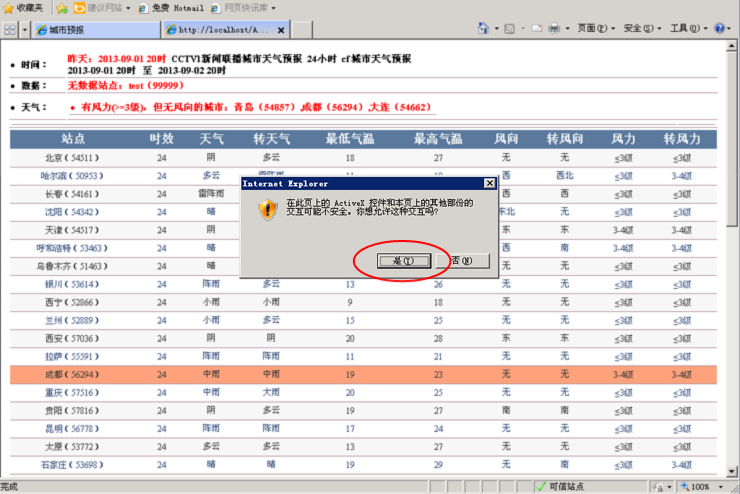 收藏夹 建议网站 免费 Hotmail 网页快讯库
城市预报 http://localhost/A... 页面(P) 安全(S) 工具(O)
时间： 昨天：2013-09-01 20时 CCTV1新闻联播城市天气预报 24小时 cf城市天气预报
2013-09-01 20时 至 2013-09-02 20时
数据： 无数据站点：test（99999）
天气： 有风力(>=3级)，但无风向的城市：青岛（54857）,成都（56294）,大连（54662）
站点 时效 天气 转天气 最低气温 最高气温 风向 转风向 风力 转风力
北京（54511） 24 阴 多云 18 27 无 无 ≤3级 ≤3级
哈尔滨（50953） 24 多云 西 西北 ≤3级 3-4级
长春（54161） 24 雷阵雨 西 西 ≤3级 ≤3级
沈阳（54342） 24 晴 东北 无 ≤3级 ≤3级
天津（54517） 24 阴 东 东 3-4级 3-4级
呼和浩特（53463） 24 晴 西 南 3-4级 3-4级
乌鲁木齐（51463） 24 晴 无 无 ≤3级 ≤3级
银川（53614） 24 阵雨 多云 13 26 无 无 ≤3级 ≤3级
西宁（52866） 24 小雨 小雨 9 18 无 无 ≤3级 ≤3级
兰州（52889） 24 小雨 多云 15 25 无 无 ≤3级 ≤3级
西安（57036） 24 阴 阴 20 28 东 东 ≤3级 ≤3级
拉萨（55591） 24 阵雨 阵雨 11 21 无 无 ≤3级 ≤3级
成都（56294） 24 中雨 中雨 19 23 无 无 3-4级 3-4级
重庆（57516） 24 中雨 大雨 20 25 无 无 ≤3级 ≤3级
贵阳（57816） 24 阴 多云 19 27 南 南 ≤3级 ≤3级
昆明（56778） 24 阵雨 阵雨 17 24 无 无 ≤3级 ≤3级
太原（53772） 24 多云 多云 13 27 无 无 ≤3级 ≤3级
石家庄（53698） 24 晴 晴 19 29 无 南 ≤3级 3-4级
Internet Explorer
在此页上的 ActiveX 控件和本页上的其他部份的
交互可能不安全。你想允许这种交互吗?
是(Y) 否(N)
完成 可信站点 100%